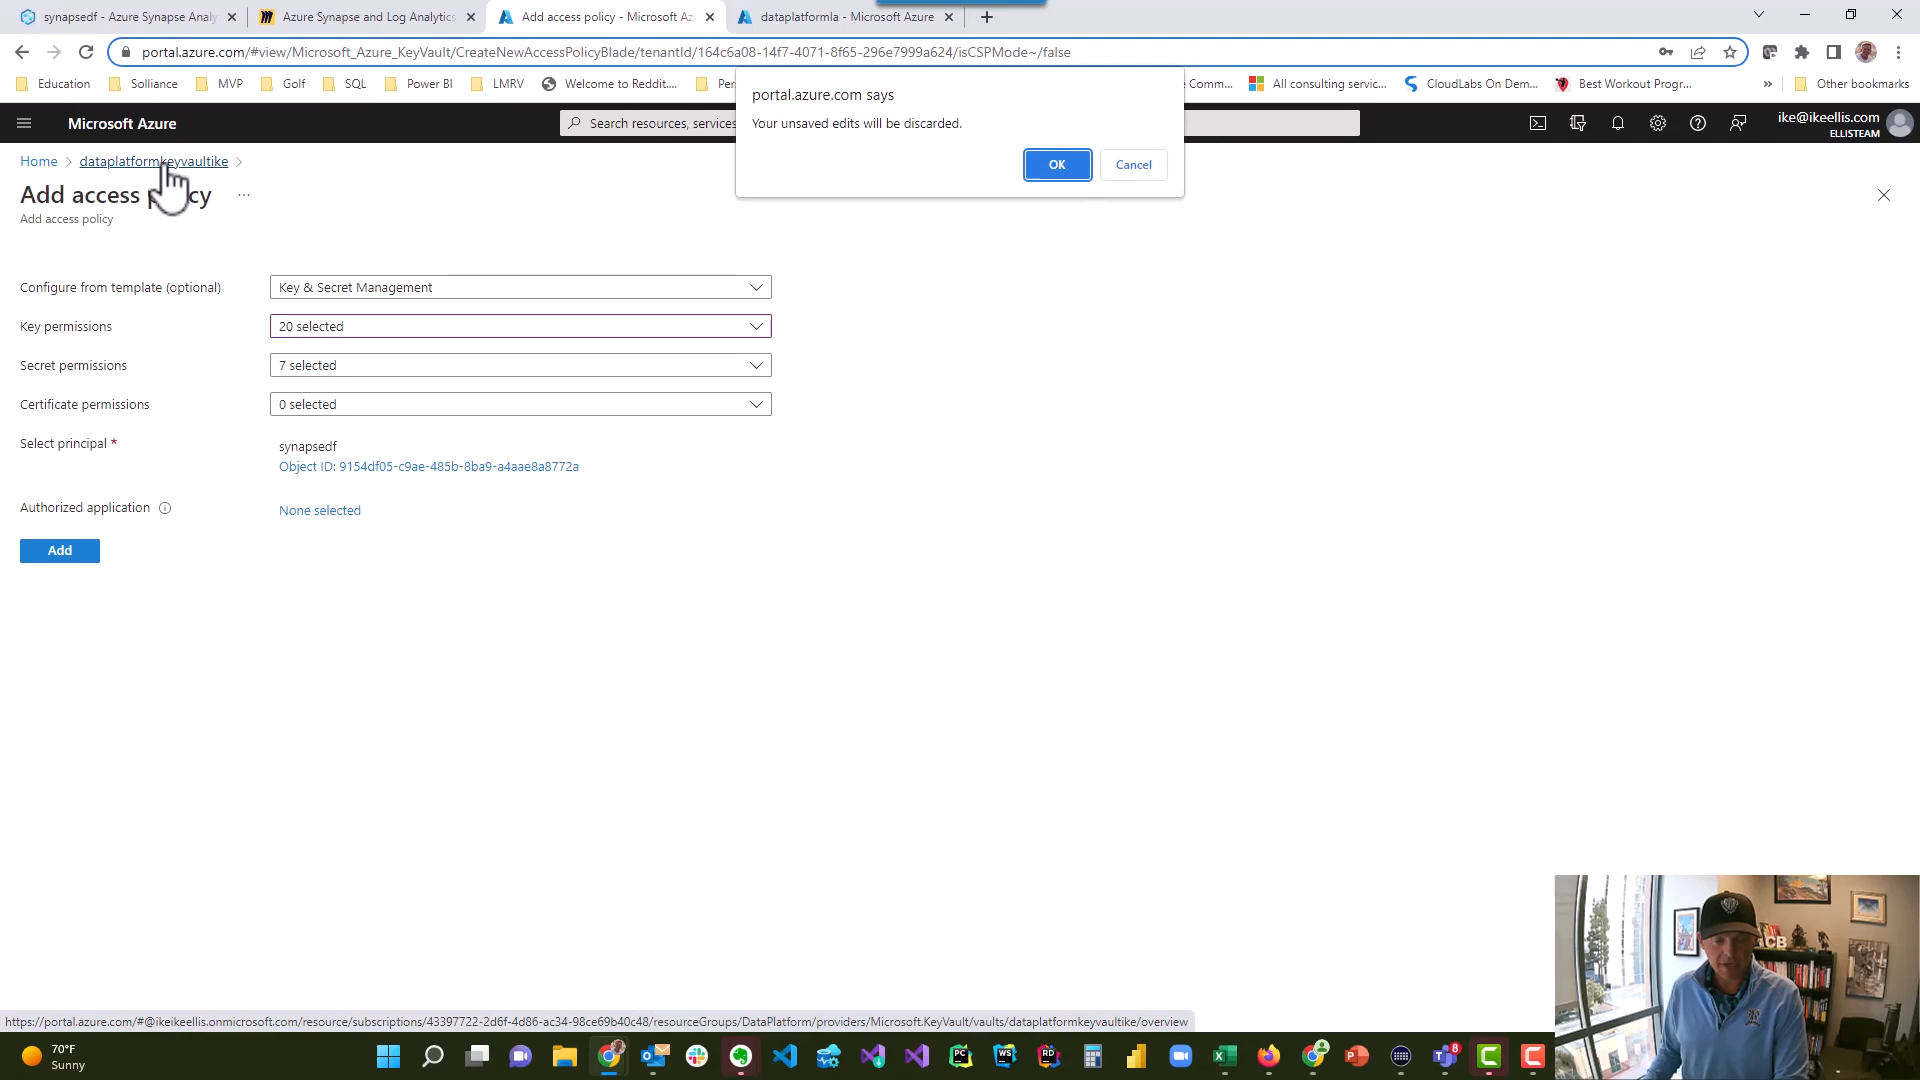 synapsedf - Azure Synapse Analy
Azure Synapse and Log Analytics
Add access policy - Microsoft Az
dataplatformla - Microsoft Azure
portal.azure.com/#view/Microsoft_Azure_KeyVault/CreateNewAccessPolicyBlade/tenantId/164c6a08-14f7-4071-8f65-296e7999a624/isCSPMode~/false
Education
Solliance
MVP
Golf
SQL
Power BI
LMRV
Welcome to Reddit....
Per
Comm...
All consulting servic...
CloudLabs On Dem...
Best Workout Progr...
»
Other bookmarks
portal.azure.com says
Your unsaved edits will be discarded.
OK
Cancel
Microsoft Azure
Search resources, services
ike@ikeellis.com
ELLISTEAM
Home > dataplatformkeyvaultike >
Add access policy ...
Add access policy
Configure from template (optional)
Key & Secret Management
Key permissions
20 selected
Secret permissions
7 selected
Certificate permissions
0 selected
Select principal *
synapsedf
Object ID: 9154df05-c9ae-485b-8ba9-a4aae8a8772a
Authorized application
None selected
Add
https://portal.azure.com/#@ikeikeellis.onmicrosoft.com/resource/subscriptions/43397722-2d6f-4d86-ac34-98ce69b40c48/resourceGroups/DataPlatform/providers/Microsoft.KeyVault/vaults/dataplatformkeyvaultike/overview
70°F
Sunny
PC
WS
RD
8